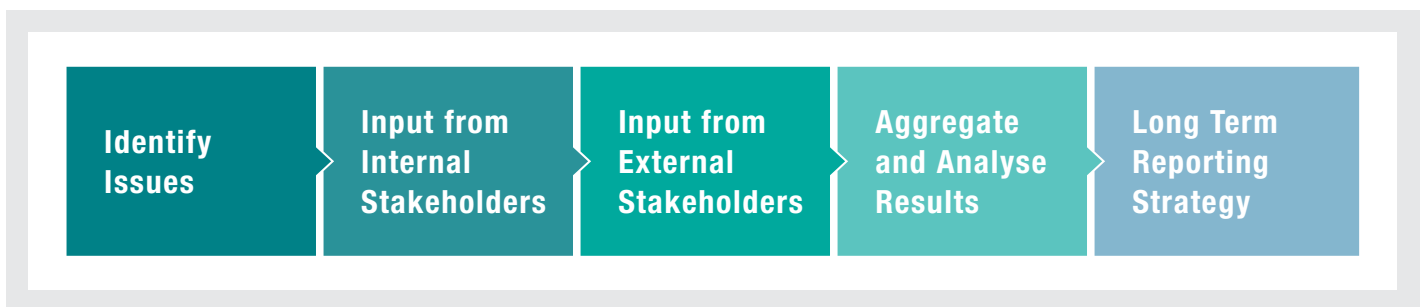 Identify
Issues
Input from
Internal
Stakeholders
Input from
External
Stakeholders
Aggregate
and Analyse
Results
Long Term
Reporting
Strategy